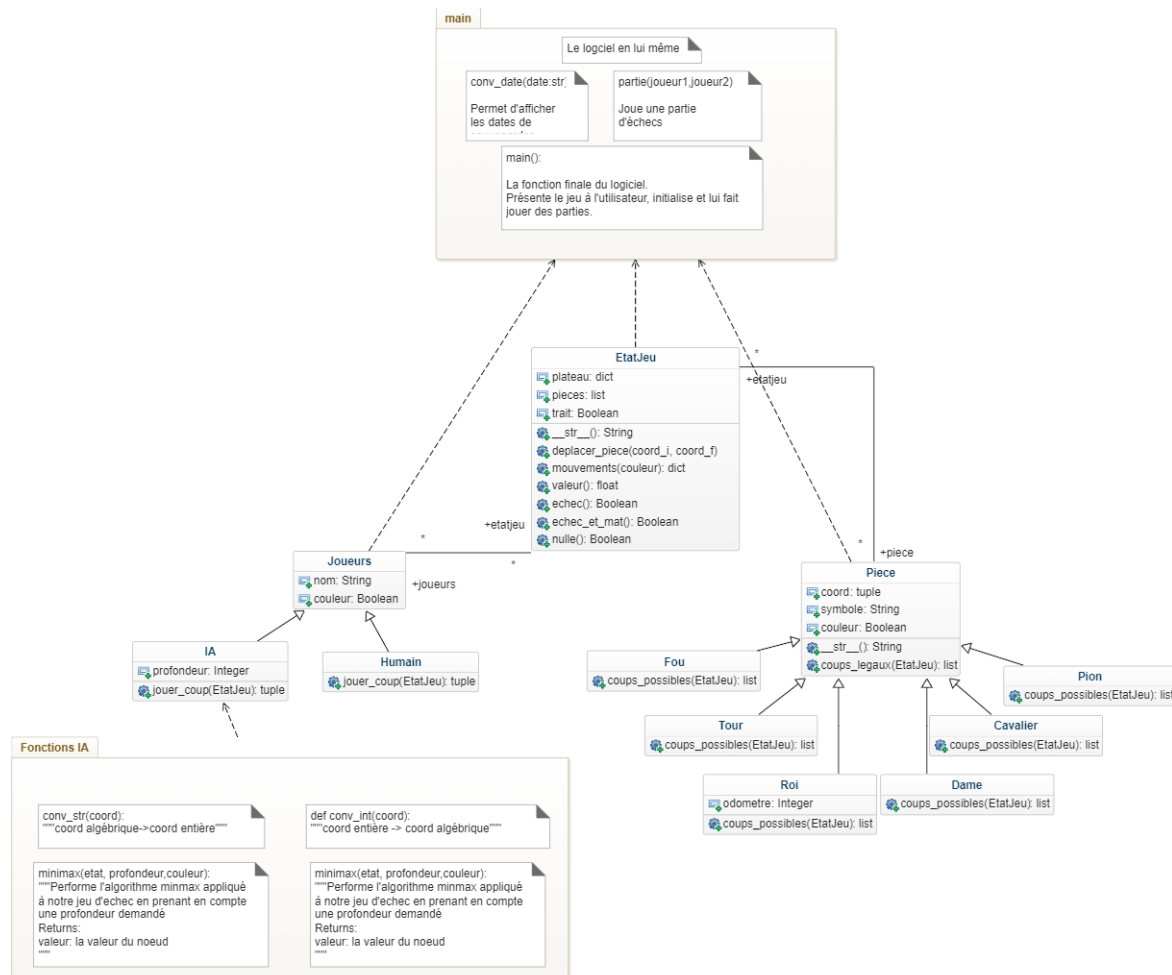 main
Le logciel en lui même
conv_date(date:str)
Permet d'afficher
les dates de
partie(joueur1,joueur2)
Joue une partie
d'échecs
main():
La fonction finale du logiciel.
Présente le jeu à l'utilisateur, initialise et lui fait
jouer des parties.
EtatJeu
plateau: dict
pieces: list
trait: Boolean
__str__(): String
deplacer_piece(coord_i, coord_f)
mouvements(couleur): dict
valeur(): float
echec(): Boolean
echec_et_mat(): Boolean
nulle(): Boolean
*
+etatjeu
+etatjeu
*
*
+joueurs
*
+piece
Joueurs
nom: String
couleur: Boolean
IA
profondeur: Integer
jouer_coup(EtatJeu): tuple
Humain
jouer_coup(EtatJeu): tuple
Piece
coord: tuple
symbole: String
couleur: Boolean
__str__(): String
coups_legaux(EtatJeu): list
Fou
coups_possibles(EtatJeu): list
Pion
coups_possibles(EtatJeu): list
Tour
coups_possibles(EtatJeu): list
Cavalier
coups_possibles(EtatJeu): list
Roi
odometre: Integer
coups_possibles(EtatJeu): list
Dame
coups_possibles(EtatJeu): list
Fonctions IA
conv_str(coord):
"""coord algébrique->coord entière"""
def conv_int(coord):
"""coord entière -> coord algébrique"""
minimax(etat, profondeur,couleur):
"""Performe l'algorithme minmax appliqué
à notre jeu d'echec en prenant en compte
une profondeur demandé
Returns:
valeur: la valeur du noeud
"""
minimax(etat, profondeur,couleur):
"""Performe l'algorithme minmax appliqué
à notre jeu d'echec en prenant en compte
une profondeur demandé
Returns:
valeur: la valeur du noeud
"""